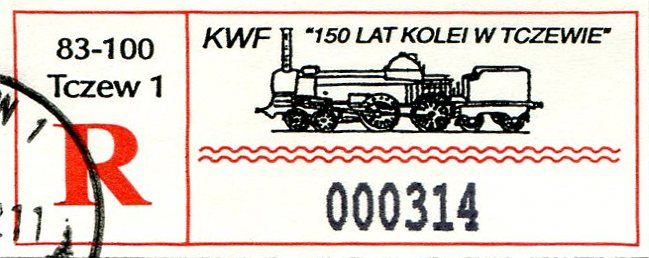 83-100
Tczew 1
R
KWF "150 LAT KOLEI W TCZEWIE"
000314